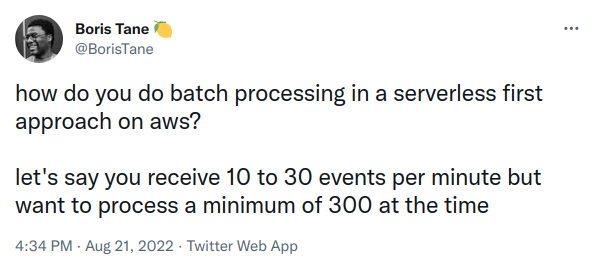 Boris Tane 🍋
@BorisTane
how do you do batch processing in a serverless first
approach on aws?
let's say you receive 10 to 30 events per minute but
want to process a minimum of 300 at the time
4:34 PM · Aug 21, 2022 · Twitter Web App